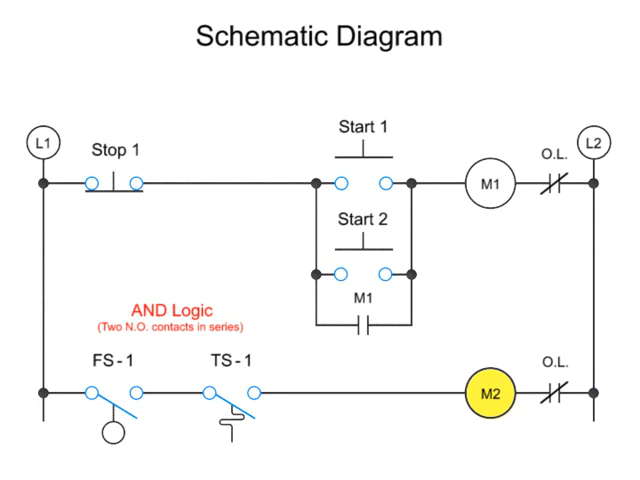 Schematic Diagram
Start 1
L1
Stop 1
O.L.
L2
M1
Start 2
M1
AND Logic
(Two N.O. contacts in series)
FS - 1
TS - 1
O.L.
M2